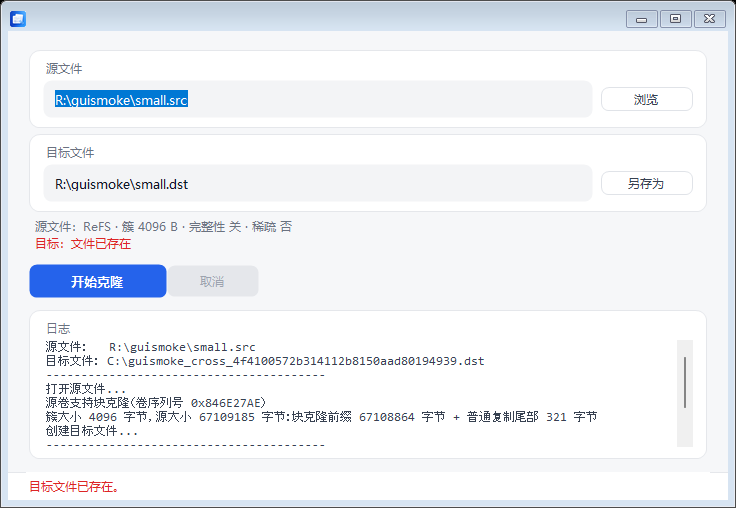 源文件
R:\guismoke\small.src
浏览
目标文件
R:\guismoke\small.dst
另存为
源文件: ReFS · 簇 4096 B · 完整性 关 · 稀疏 否
目标: 文件已存在
开始克隆
取消
日志
源文件:   R:\guismoke\small.src
目标文件: C:\guismoke_cross_4f4100572b314112b8150aad80194939.dst
---------------------------------------
打开源文件...
源卷支持块克隆(卷序列号 0x846E27AE)
簇大小 4096 字节,源大小 67109185 字节:块克隆前缀 67108864 字节 + 普通复制尾部 321 字节
创建目标文件...
---------------------------------------
目标文件已存在。